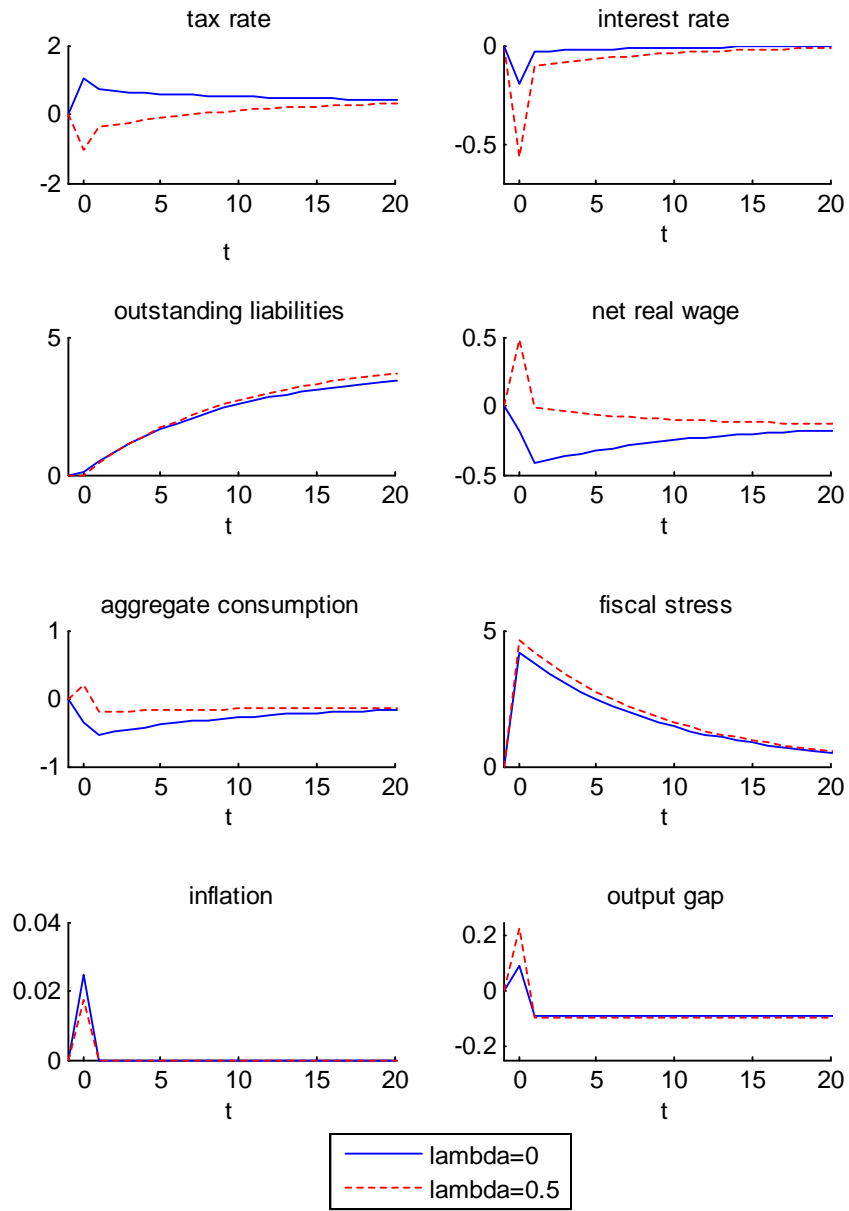 tax rate
2
0
-2
0 5 10 15 20
t
interest rate
0
-0.5
0 5 10 15 20
t
outstanding liabilities
5
0
0 5 10 15 20
t
net real wage
0.5
0
-0.5
0 5 10 15 20
t
aggregate consumption
1
0
-1
0 5 10 15 20
t
fiscal stress
5
0
0 5 10 15 20
t
inflation
0.04
0.02
0
0 5 10 15 20
t
output gap
0.2
0
-0.2
0 5 10 15 20
t
lambda=0
lambda=0.5